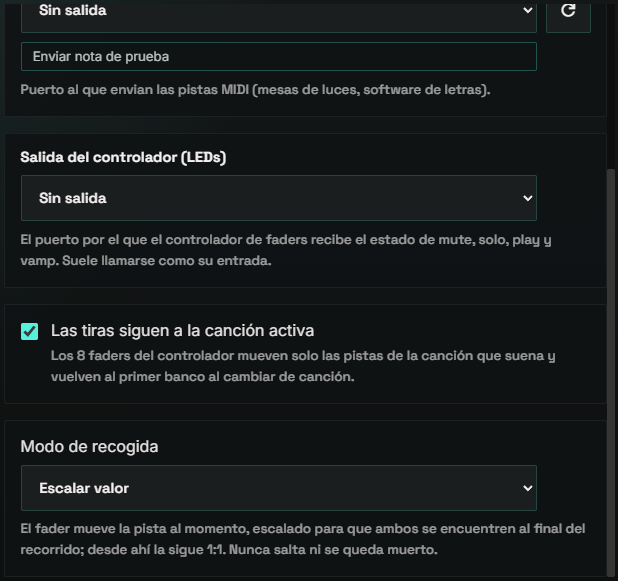 Sin salida
Enviar nota de prueba
Puerto al que envian las pistas MIDI (mesas de luces, software de letras).
Salida del controlador (LEDs)
Sin salida
El puerto por el que el controlador de faders recibe el estado de mute, solo, play y
vamp. Suele llamarse como su entrada.
Las tiras siguen a la canción activa
Los 8 faders del controlador mueven solo las pistas de la canción que suena y
vuelven al primer banco al cambiar de canción.
Modo de recogida
Escalar valor
El fader mueve la pista al momento, escalado para que ambos se encuentren al final del
recorrido; desde ahí la sigue 1:1. Nunca salta ni se queda muerto.